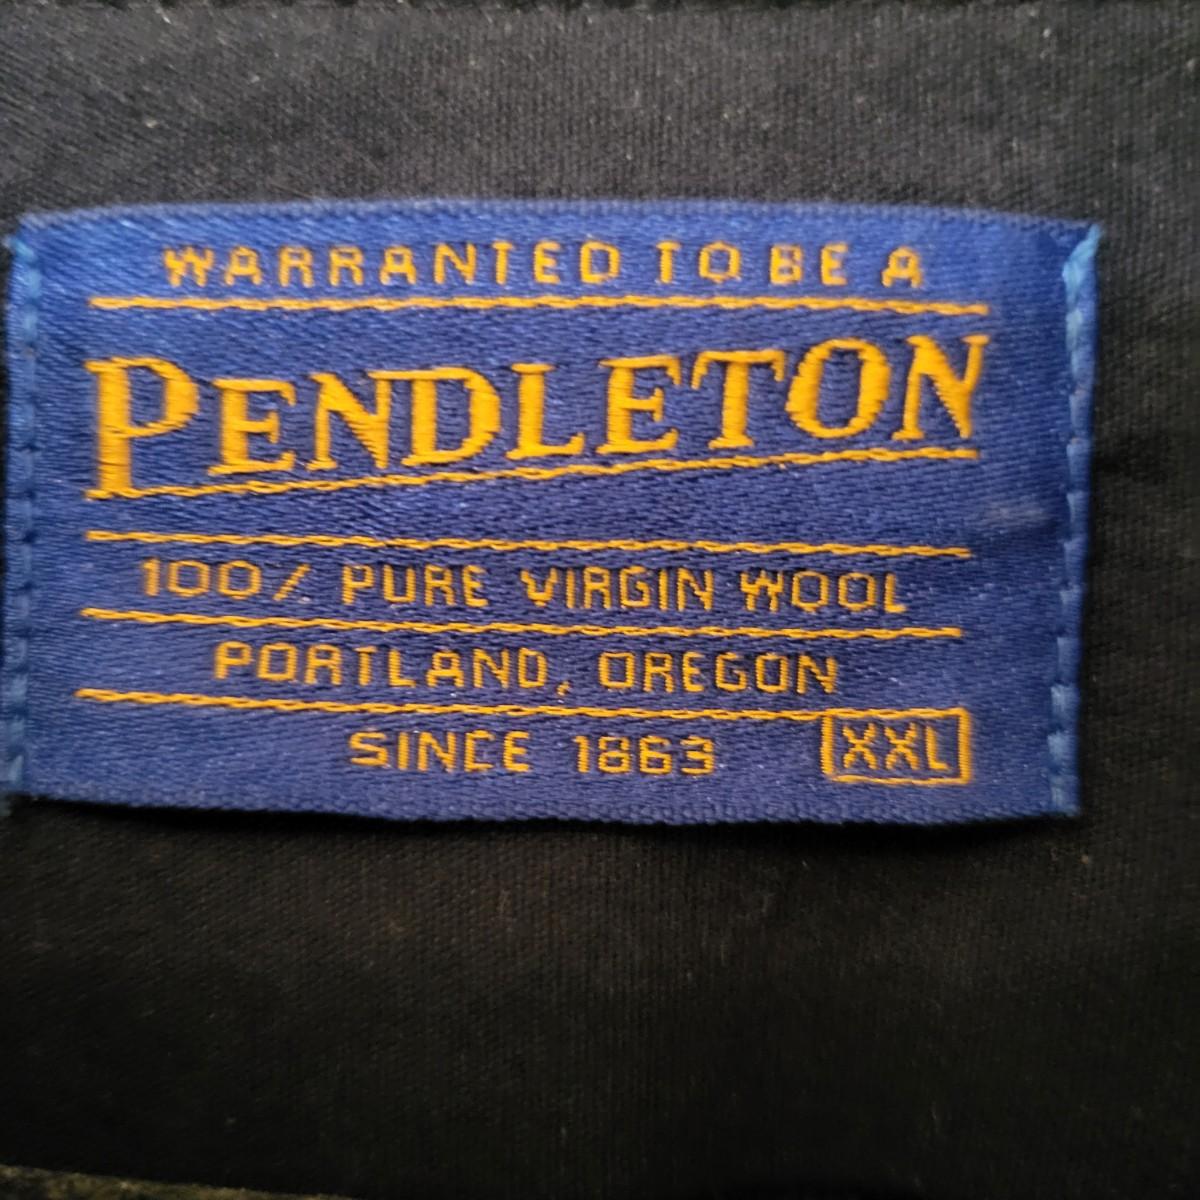 WARRANTED TO BE A
PENDLETON
100% PURE VIRGIN WOOL
PORTLAND, OREGON
SINCE 1863 XXL